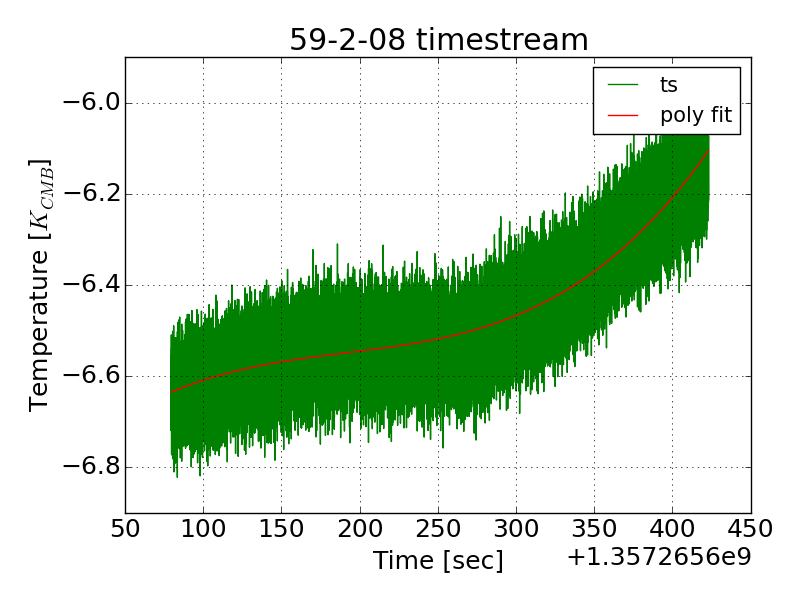 59-2-08 timestream
ts
poly fit
−6.0
−6.2
−6.4
−6.6
−6.8
Temperature [K_CMB]
50 100 150 200 250 300 350 400 450
Time [sec]
+1.3572656e9